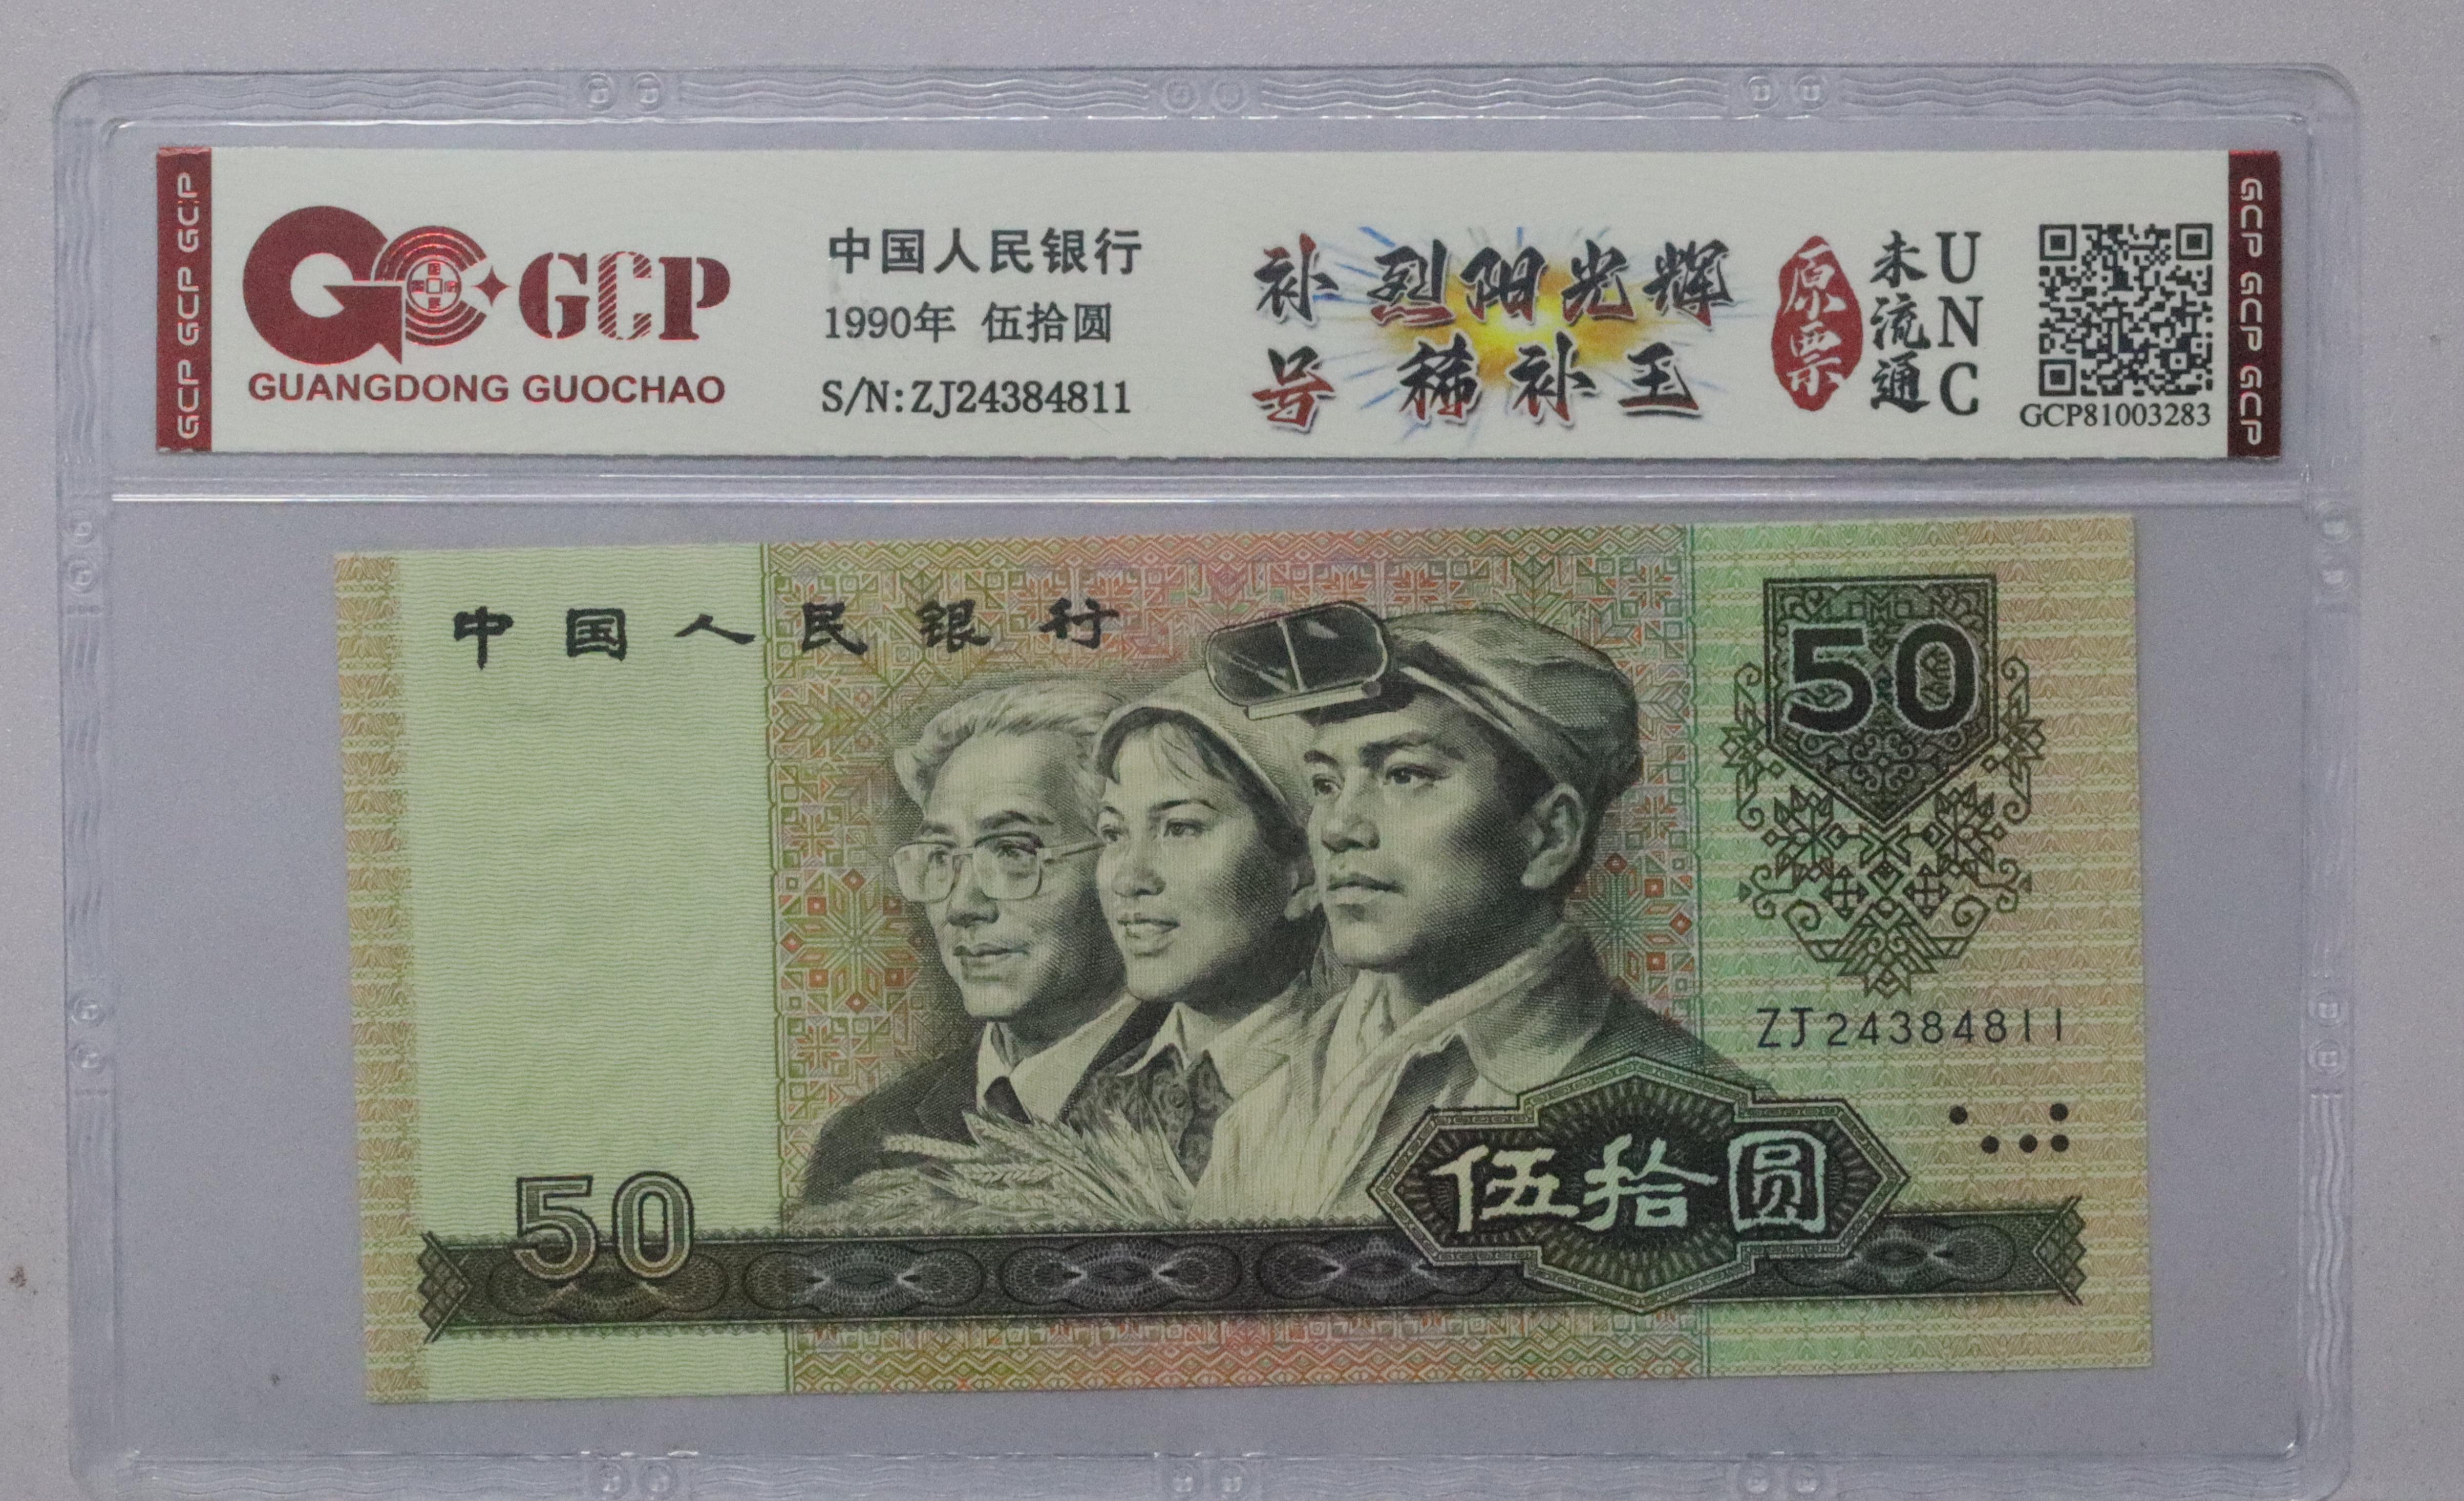 GCP GCP GCP
GCP
GUANGDONG GUOCHAO
中国人民银行
1990年 伍拾圆
S/N:ZJ24384811
补号
烈阳光辉
稀补王
原票
未流通
UNC
GCP81003283
GCP GCP GCP
中国人民银行
50
ZJ24384811
50
伍拾圆